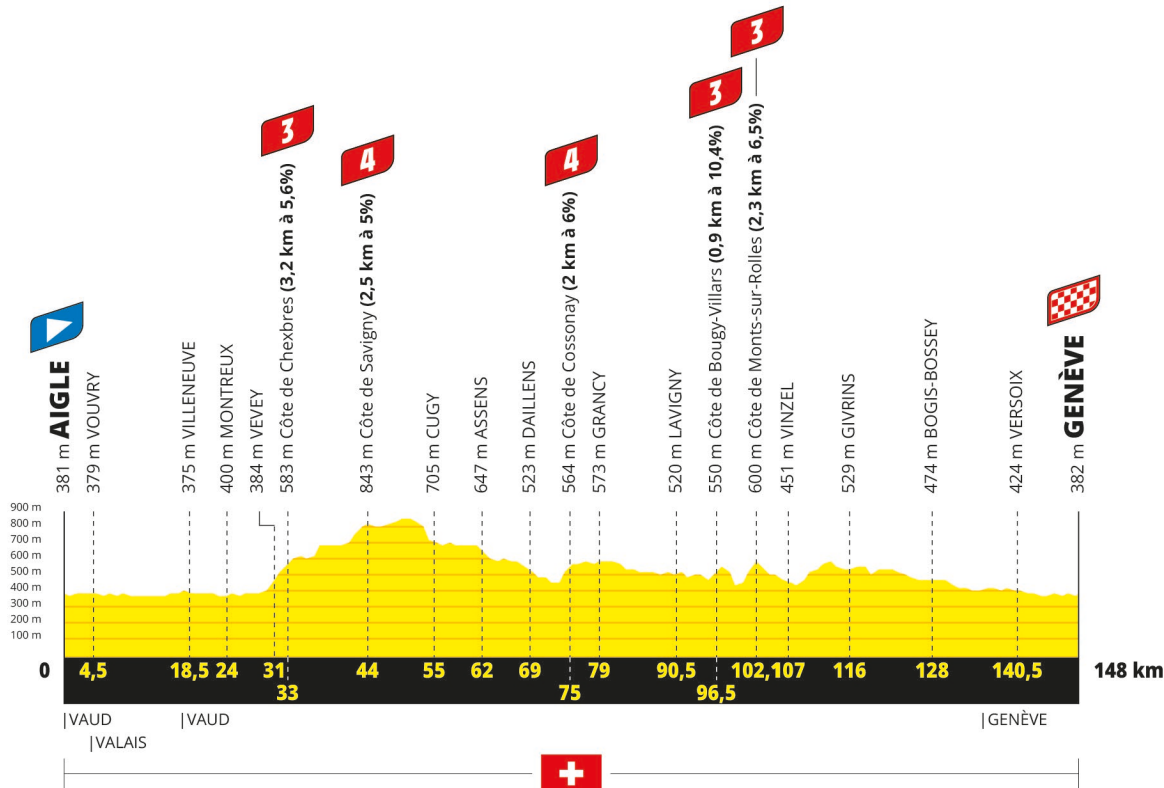 3
3
3
4
4
381 m AIGLE
379 m VOUVRY
375 m VILLENEUVE
400 m MONTREUX
384 m VEVEY
583 m Côte de Chexbres (3,2 km à 5,6%)
843 m Côte de Savigny (2,5 km à 5%)
705 m CUGY
647 m ASSENS
523 m DAILLENS
564 m Côte de Cossonay (2 km à 6%)
573 m GRANCY
520 m LAVIGNY
550 m Côte de Bougy-Villars (0,9 km à 10,4%)
600 m Côte de Monts-sur-Rolles (2,3 km à 6,5%)
451 m VINZEL
529 m GIVRINS
474 m BOGIS-BOSSEY
424 m VERSOIX
382 m GENÈVE
900 m
800 m
700 m
600 m
500 m
400 m
300 m
200 m
100 m
0 4,5 18,5 24 31 44 55 62 69 79 90,5 102,1 107 116 128 140,5 148 km
33 75 96,5
|VAUD |VAUD |GENÈVE
|VALAIS